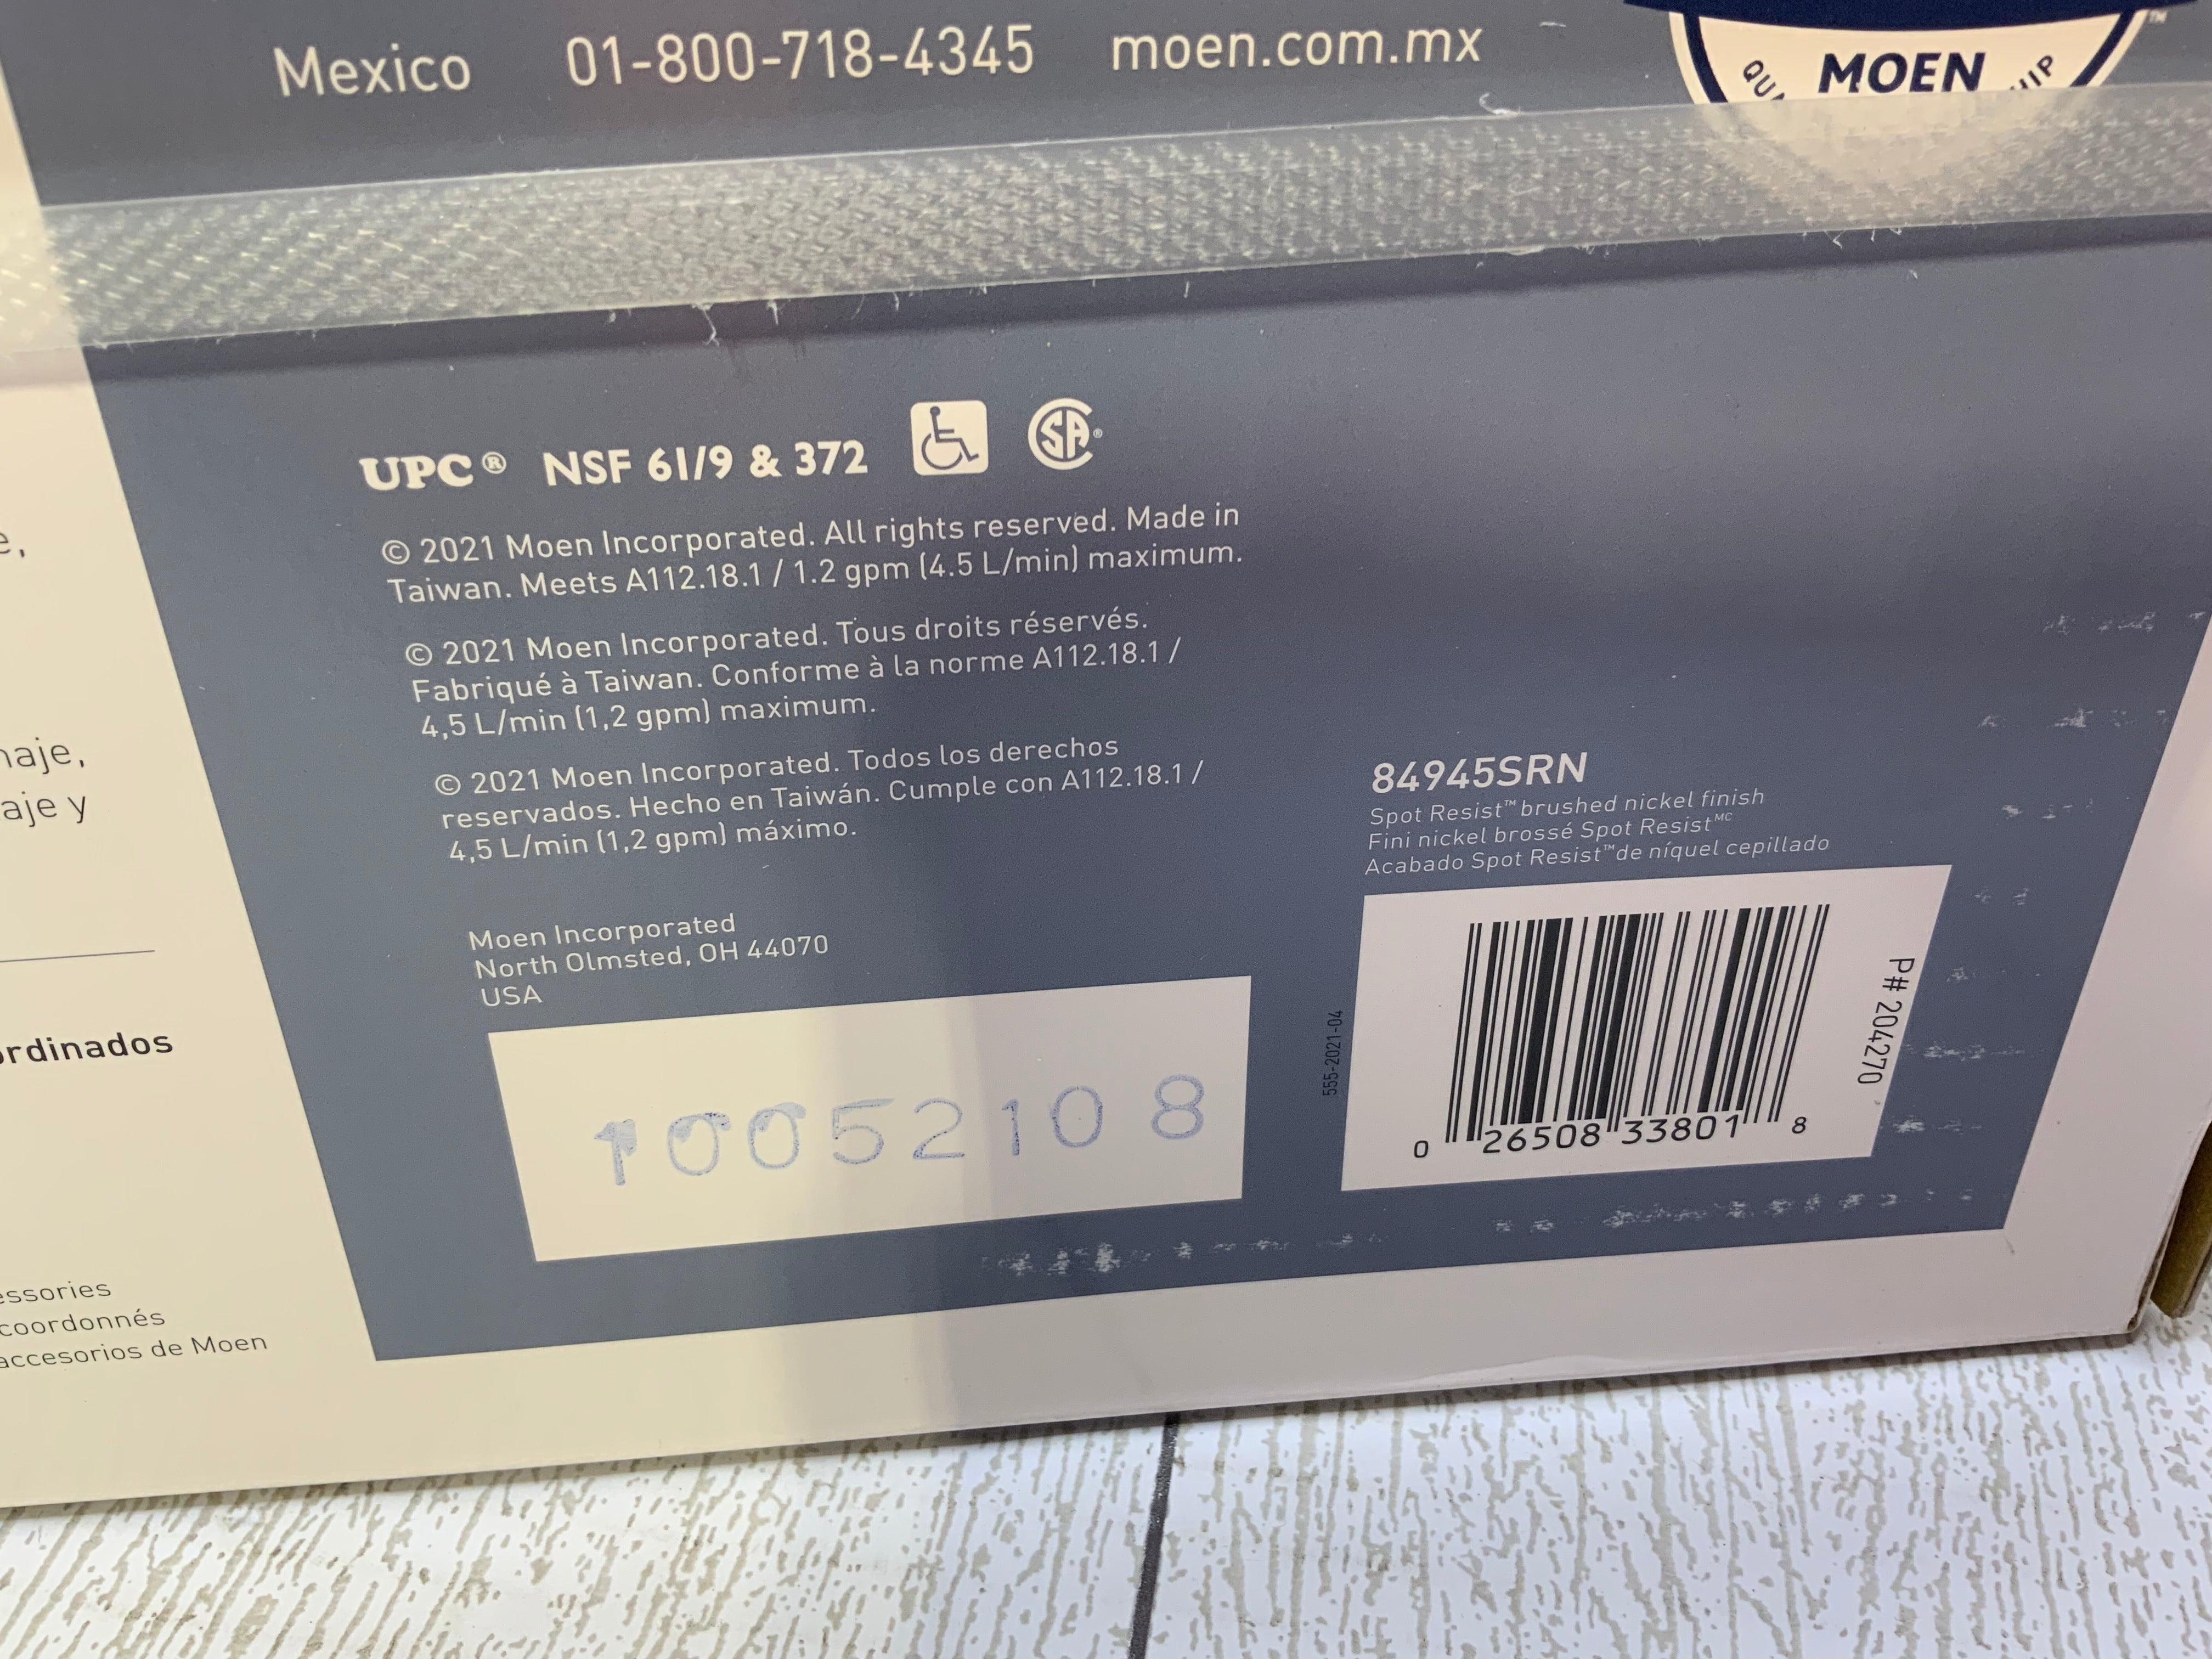 Mexico 01-800-718-4345 moen.com.mx
MOEN
™
e,
naje,
aje y
ordinados
essories
coordonnés
accesorios de Moen
UPC® NSF 61/9 & 372
SA®
© 2021 Moen Incorporated. All rights reserved. Made in
Taiwan. Meets A112.18.1 / 1.2 gpm (4.5 L/min) maximum.
© 2021 Moen Incorporated. Tous droits réservés.
Fabriqué à Taiwan. Conforme à la norme A112.18.1 /
4,5 L/min (1,2 gpm) maximum.
© 2021 Moen Incorporated. Todos los derechos
reservados. Hecho en Taiwán. Cumple con A112.18.1 /
4,5 L/min (1,2 gpm) máximo.
Moen Incorporated
North Olmsted, OH 44070
USA
1005210 8
84945SRN
Spot Resist™ brushed nickel finish
Fini nickel brossé Spot Resist MC
Acabado Spot Resist™ de níquel cepillado
555-2021-04
P# 204270
0 26508 33801 8